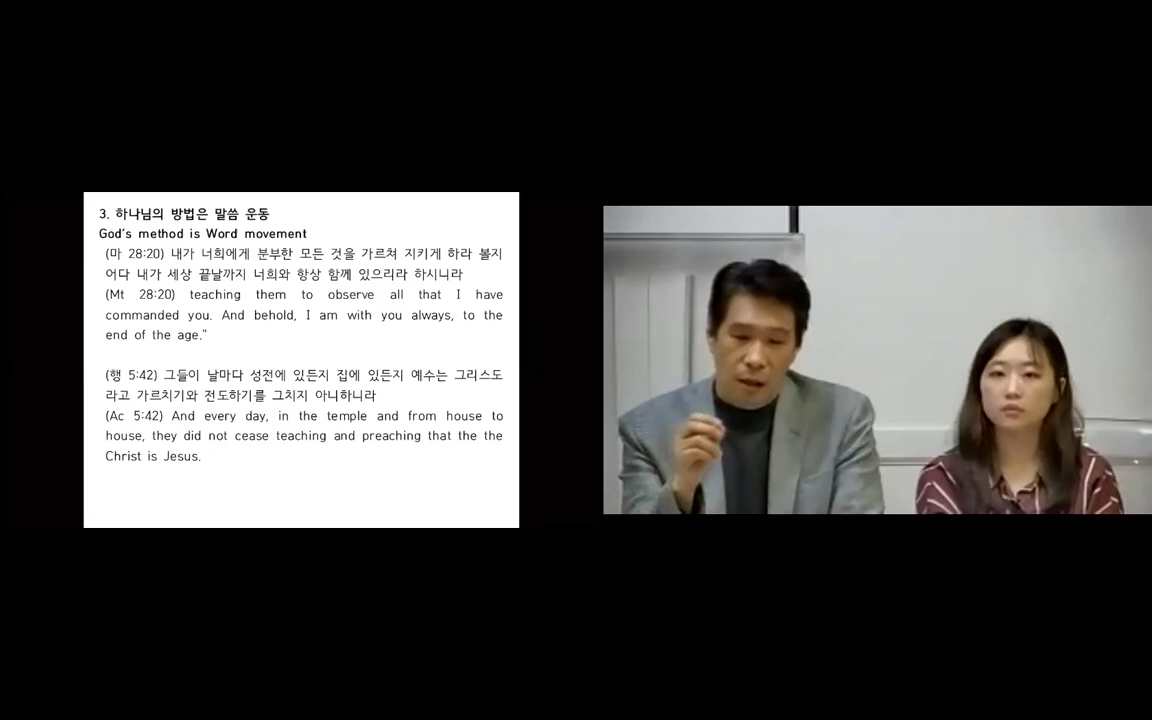 3. 하나님의 방법은 말씀 운동
God's method is Word movement
(마 28:20) 내가 너희에게 분부한 모든 것을 가르쳐 지키게 하라 볼지
어다 내가 세상 끝날까지 너희와 항상 함께 있으리라 하시니라
(Mt 28:20) teaching them to observe all that I have
commanded you. And behold, I am with you always, to the
end of the age."
(행 5:42) 그들이 날마다 성전에 있든지 집에 있든지 예수는 그리스도
라고 가르치기와 전도하기를 그치지 아니하니라
(Ac 5:42) And every day, in the temple and from house to
house, they did not cease teaching and preaching that the the
Christ is Jesus.